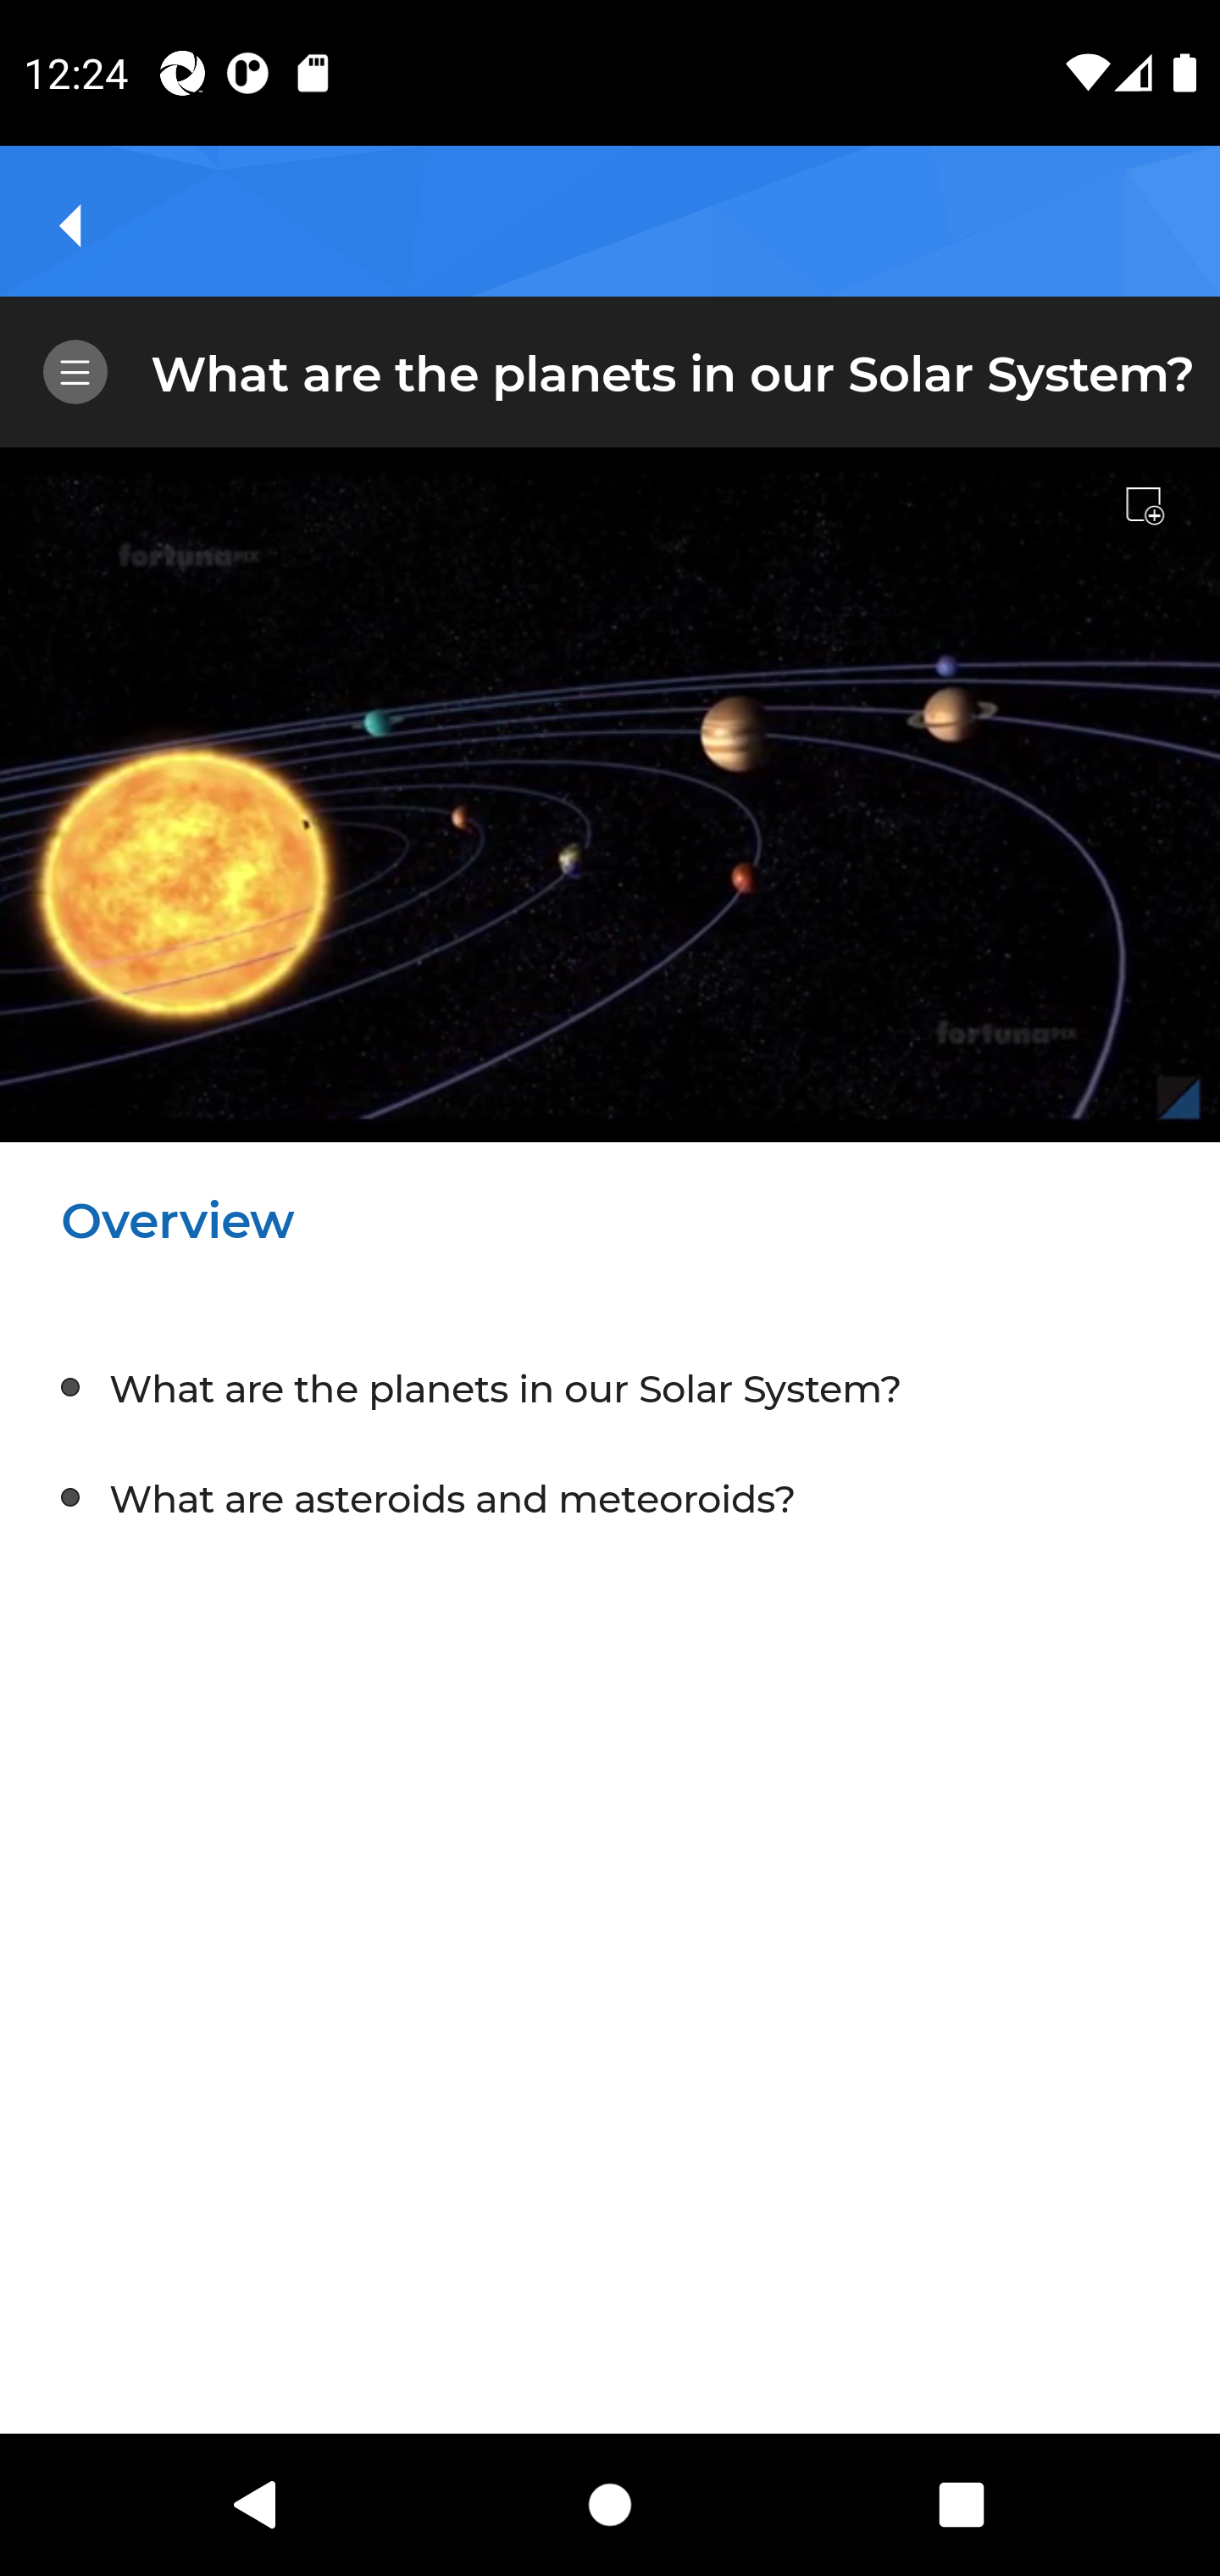 12:24
What are the planets in our Solar System?
fortunaPIX
fortunaPIX
Overview
What are the planets in our Solar System?
What are asteroids and meteoroids?